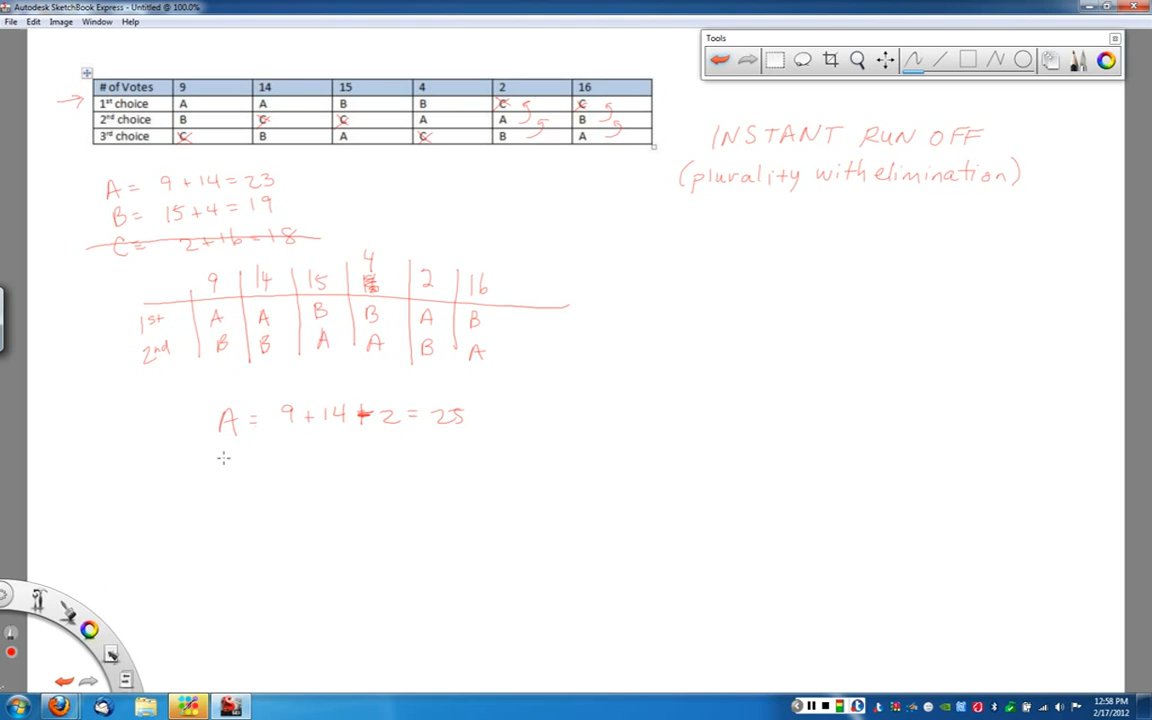 Autodesk SketchBook Express - Untitled @ 100.0%
File Edit Image Window Help
Tools
# of Votes 9 14 15 4 2 16
1st choice A A B B C C
2nd choice B C C A A B
3rd choice C B A C B A
INSTANT RUN OFF
(plurality with elimination)
A = 9 + 14 = 23
B = 15 + 4 = 19
C = 2 + 16 = 18
4
9 14 15 2 16
1st A A B B A B
2nd B B A A B A
A = 9 + 14 + 2 = 25
12:58 PM
2/17/2012